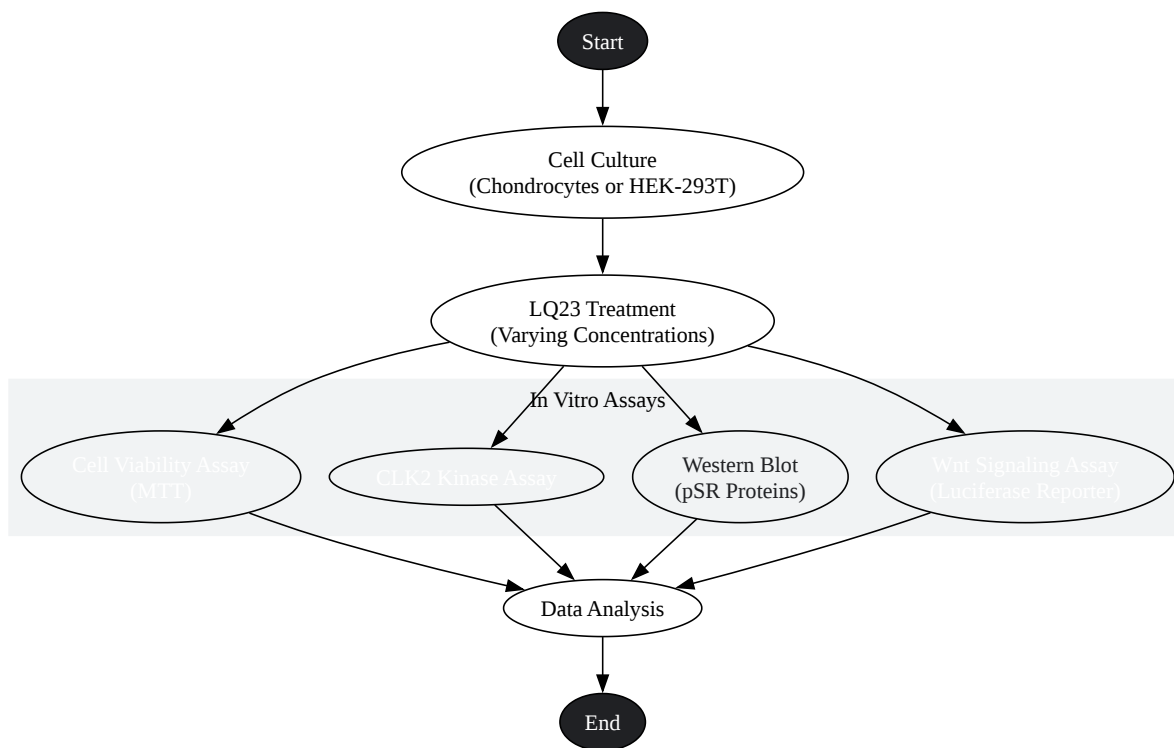 Start
Cell Culture
(Chondrocytes or HEK-293T)
LQ23 Treatment
(Varying Concentrations)
In Vitro Assays
Cell Viability Assay
(MTT)
CLK2 Kinase Assay
Western Blot
(pSR Proteins)
Wnt Signaling Assay
(Luciferase Reporter)
Data Analysis
End